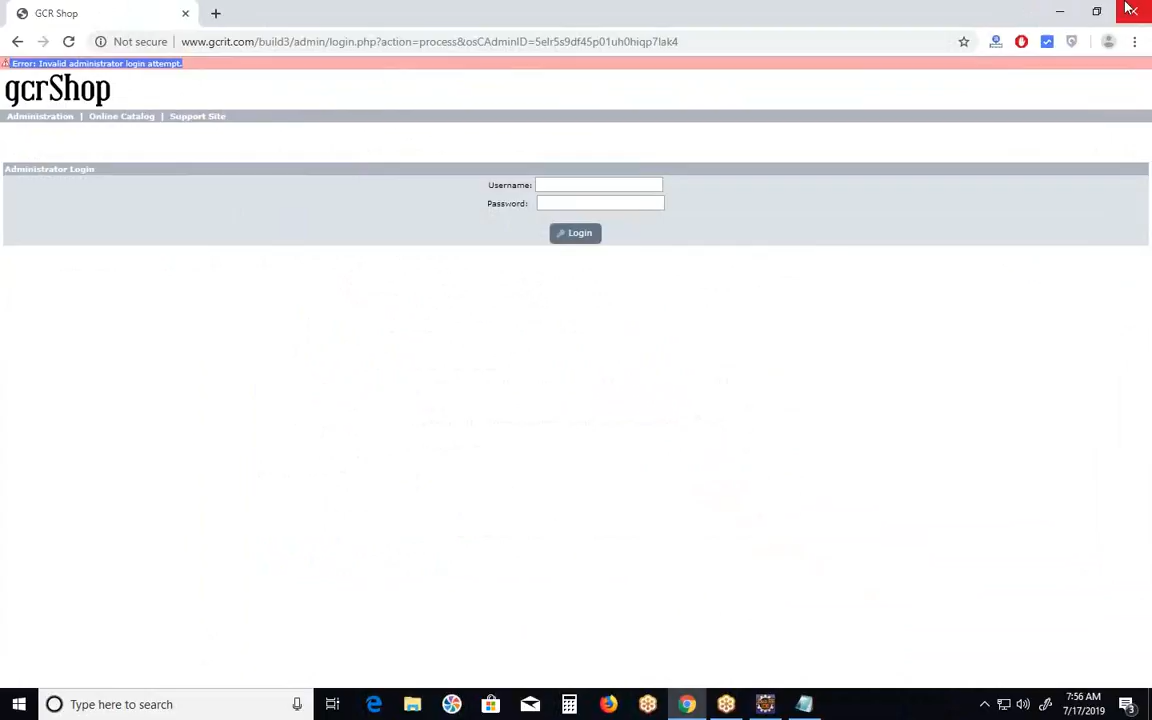 GCR Shop
Not secure | www.gcrit.com/build3/admin/login.php?action=process&osCAdminID=5elr5s9df45p01uh0hiqp7lak4
Error: Invalid administrator login attempt.
gcrShop
Administration | Online Catalog | Support Site
Administrator Login
Username:
Password:
Login
Type here to search
7:56 AM
7/17/2019
3